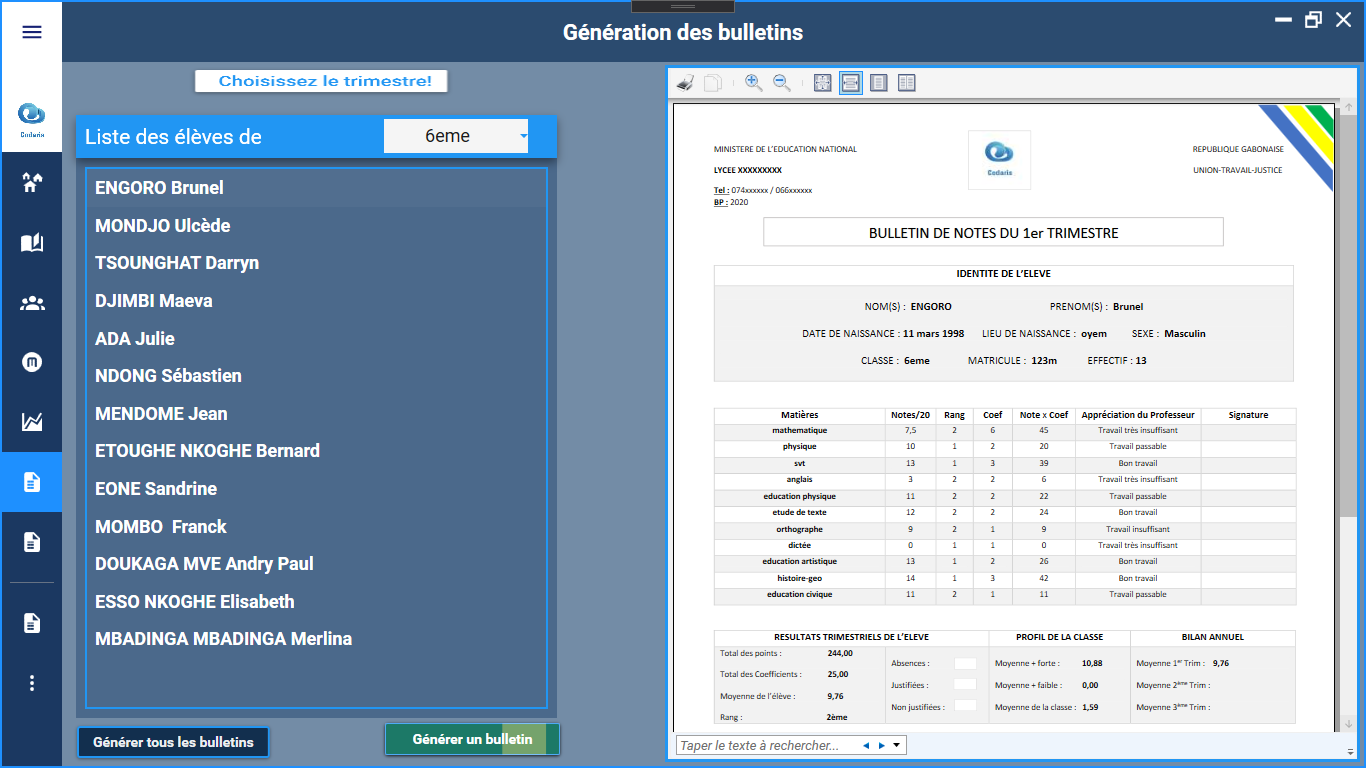 Génération des bulletins
Choisissez le trimestre!
Codaris
Liste des élèves de 6eme
ENGORO Brunel
MONDJO Ulcède
TSOUNGHAT Darryn
DJIMBI Maeva
ADA Julie
NDONG Sébastien
MENDOME Jean
ETOUGHE NKOGHE Bernard
EONE Sandrine
MOMBO  Franck
DOUKAGA MVE Andry Paul
ESSO NKOGHE Elisabeth
MBADINGA MBADINGA Merlina
Générer tous les bulletins
Générer un bulletin
MINISTERE DE L'EDUCATION NATIONAL
REPUBLIQUE GABONAISE
LYCEE XXXXXXXXX
UNION-TRAVAIL-JUSTICE
Codaris
Tel : 074xxxxxx / 066xxxxxx
BP : 2020
BULLETIN DE NOTES DU 1er TRIMESTRE
IDENTITE DE L'ELEVE
NOM(S) : ENGORO PRENOM(S) : Brunel
DATE DE NAISSANCE : 11 mars 1998 LIEU DE NAISSANCE : oyem SEXE : Masculin
CLASSE : 6eme MATRICULE : 123m EFFECTIF : 13
Matières Notes/20 Rang Coef Note x Coef Appréciation du Professeur Signature
mathematique 7,5 2 6 45 Travail très insuffisant
physique 10 1 2 20 Travail passable
svt 13 1 3 39 Bon travail
anglais 3 2 2 6 Travail très insuffisant
education physique 11 2 2 22 Travail passable
etude de texte 12 2 2 24 Bon travail
orthographe 9 2 1 9 Travail insuffisant
dictée 0 1 1 0 Travail très insuffisant
education artistique 13 1 2 26 Bon travail
histoire-geo 14 1 3 42 Bon travail
education civique 11 2 1 11 Travail passable
RESULTATS TRIMESTRIELS DE L'ELEVE PROFIL DE LA CLASSE BILAN ANNUEL
Total des points : 244,00
Total des Coefficients : 25,00
Moyenne de l'élève : 9,76
Rang : 2ème
Absences :
Justifiées :
Non justifiées :
Moyenne + forte : 10,88
Moyenne + faible : 0,00
Moyenne de la classe : 1,59
Moyenne 1er Trim : 9,76
Moyenne 2ème Trim :
Moyenne 3ème Trim :
Taper le texte à rechercher...